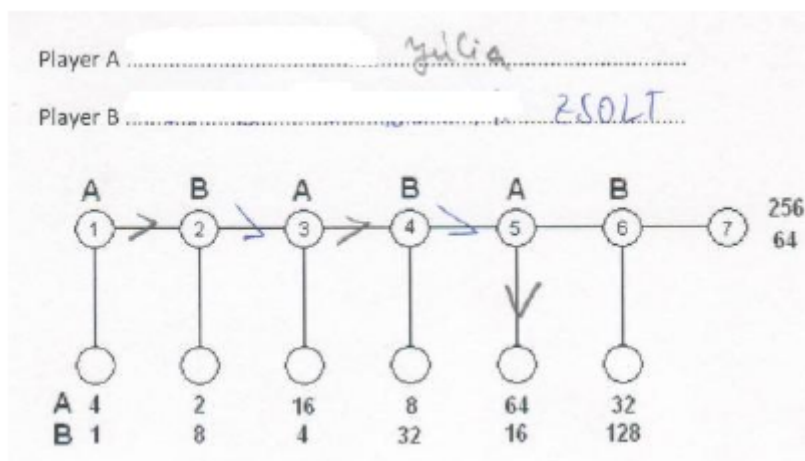 Player A Júlia
Player B ZSOLT
A B A B A B
1 2 3 4 5 6 7 256
64
A 4 2 16 8 64 32
B 1 8 4 32 16 128